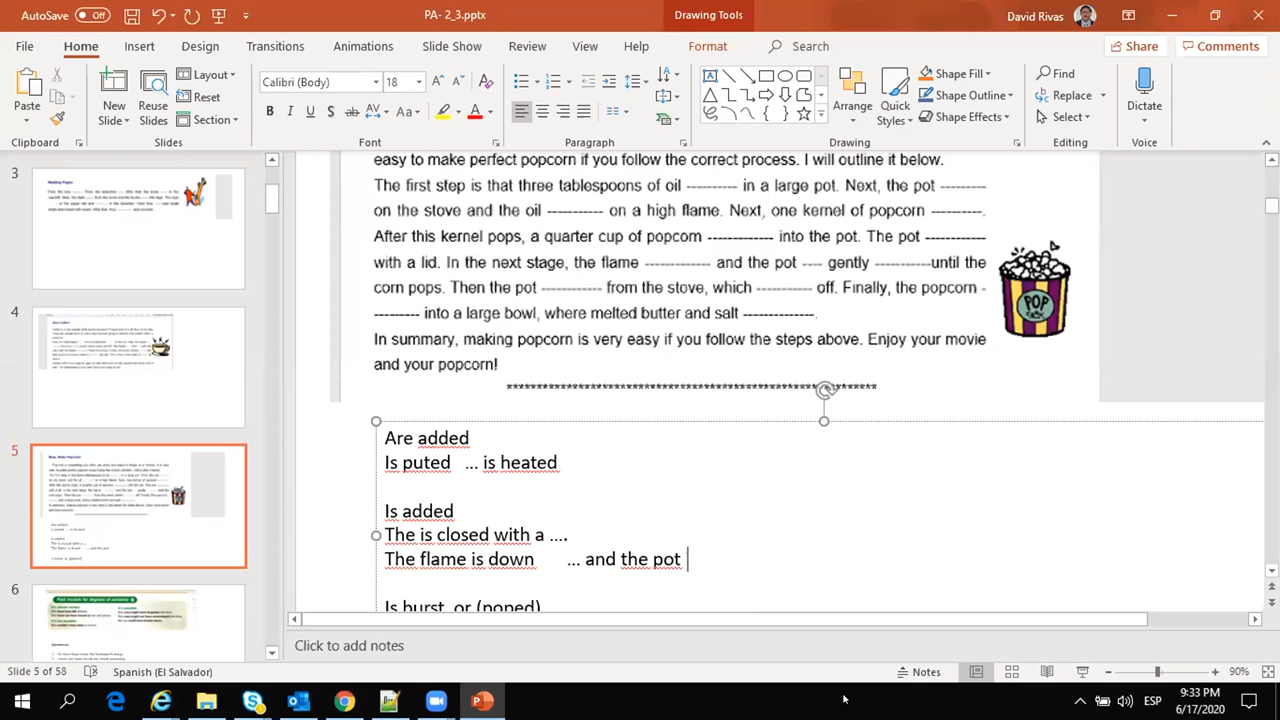 AutoSave Off PA- 2_3.pptx Drawing Tools David Rivas
File Home Insert Design Transitions Animations Slide Show Review View Help Format Search Share Comments
Paste New Slide Reuse Slides Layout Reset Section Calibri (Body) 18 Arrange Quick Styles Shape Fill Shape Outline Shape Effects Find Replace Select Dictate
Clipboard Slides Font Paragraph Drawing Editing Voice
3
4
5
6
easy to make perfect popcorn if you follow the correct process. I will outline it below.
The first step is that three tablespoons of oil --------- in a large pot. Next, the pot --------
on the stove and the oil ---------- on a high flame. Next, one kernel of popcorn ---------.
After this kernel pops, a quarter cup of popcorn ------------ into the pot. The pot -----------
with a lid. In the next stage, the flame ------------ and the pot ---- gently ----------until the
corn pops. Then the pot ----------- from the stove, which ---------- off. Finally, the popcorn -
--------- into a large bowl, where melted butter and salt --------------.
In summary, making popcorn is very easy if you follow the steps above. Enjoy your movie
and your popcorn!
POP
Are added
Is puted ... is heated
Is added
The is closed with a ....
The flame is down ... and the pot
Is burst or (poped)
Click to add notes
Slide 5 of 58 Spanish (El Salvador) Notes 90%
ESP 9:33 PM
6/17/2020